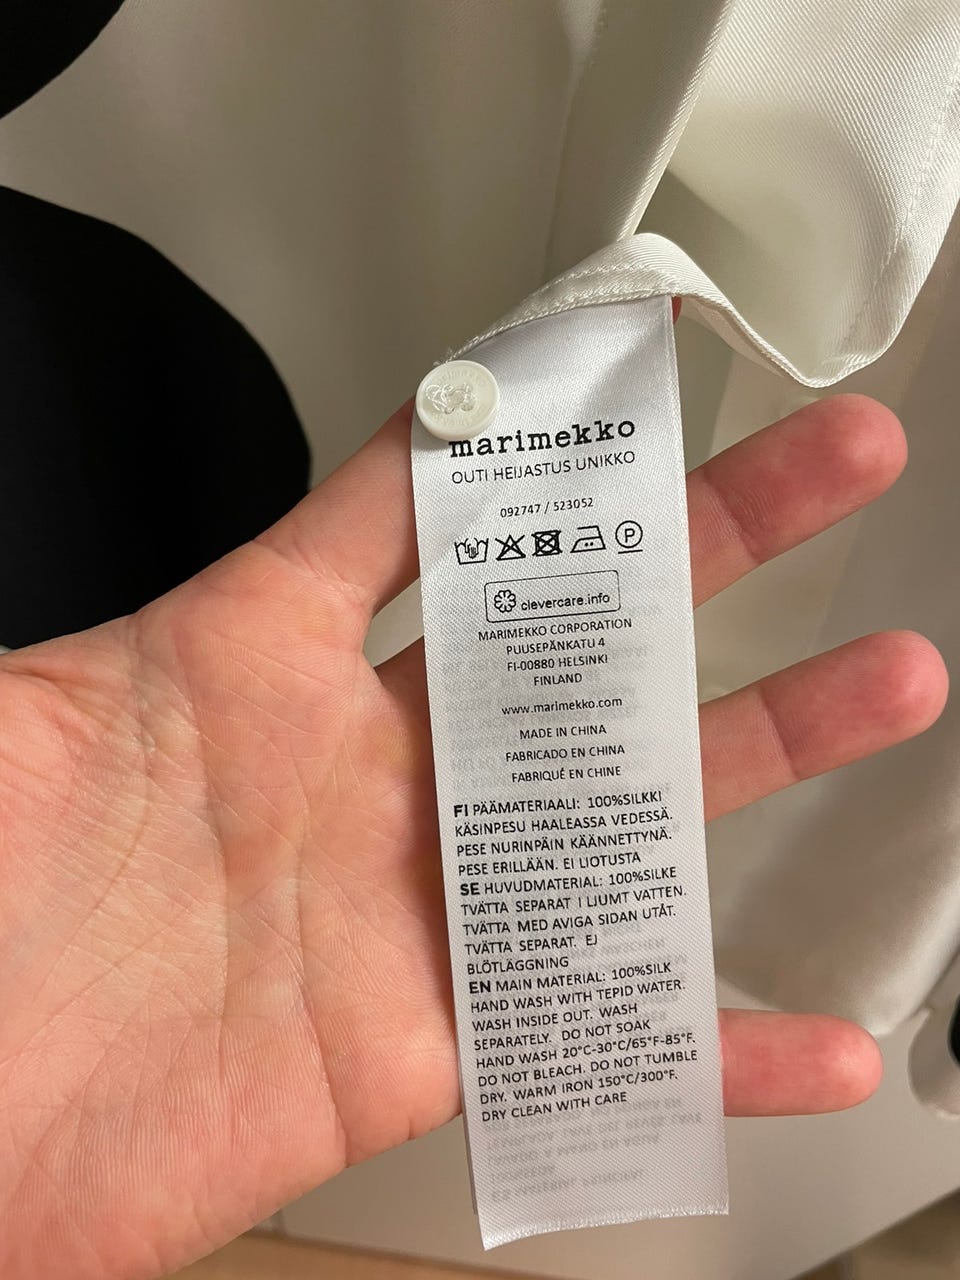 marimekko
OUTI HEIJASTUS UNIKKO
092747 / 523052
P
clevercare.info
MARIMEKKO CORPORATION
PUUSEPÄNKATU 4
FI-00880 HELSINKI
FINLAND
www.marimekko.com
MADE IN CHINA
FABRICADO EN CHINA
FABRIQUÉ EN CHINE
FI PÄÄMATERIAALI: 100%SILKKI
KÄSINPESU HAALEASSA VEDESSÄ.
PESE NURINPÄIN KÄÄNNETTYNÄ.
PESE ERILLÄÄN. EI LIOTUSTA
SE HUVUDMATERIAL: 100%SILKE
TVÄTTA SEPARAT I LJUMT VATTEN.
TVÄTTA MED AVIGA SIDAN UTÅT.
TVÄTTA SEPARAT. EJ
BLÖTLÄGGNING
EN MAIN MATERIAL: 100%SILK
HAND WASH WITH TEPID WATER.
WASH INSIDE OUT. WASH
SEPARATELY. DO NOT SOAK
HAND WASH 20°C-30°C/65°F-85°F.
DO NOT BLEACH. DO NOT TUMBLE
DRY. WARM IRON 150°C/300°F.
DRY CLEAN WITH CARE